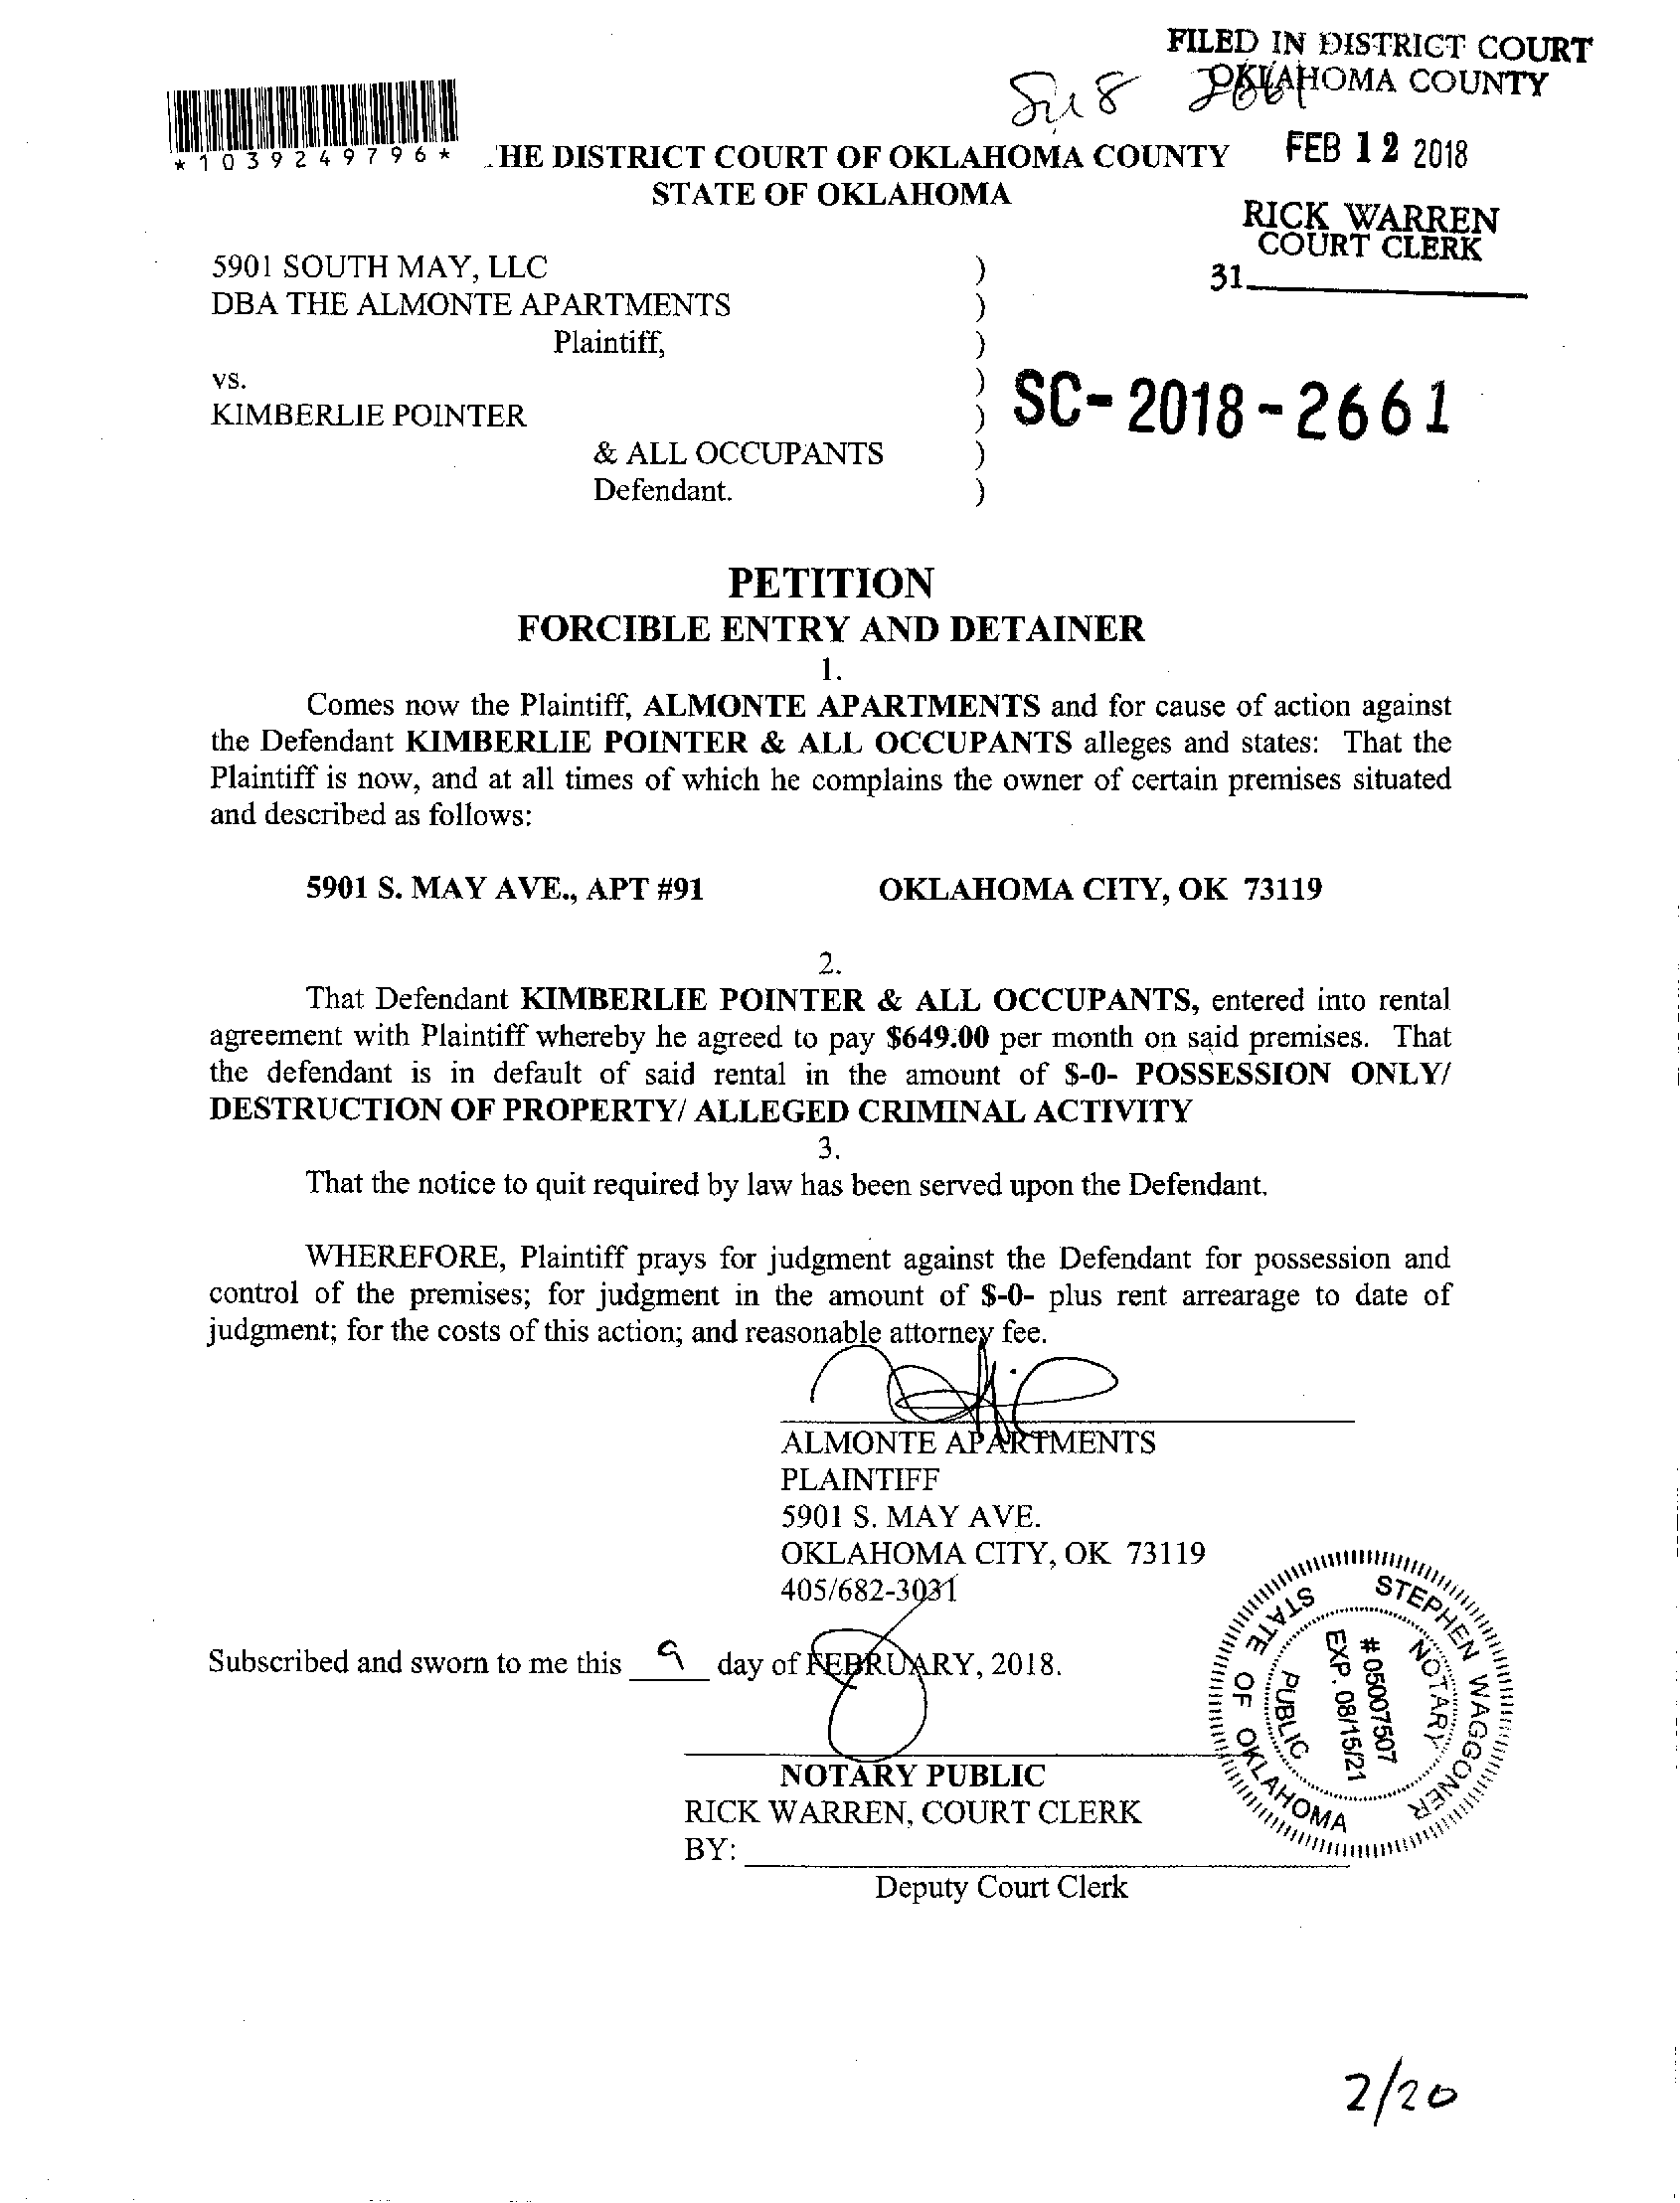 FILED IN DISTRICT COURT
OKLAHOMA COUNTY
FEB 12 2018
RICK WARREN
COURT CLERK
31
*1039249796*
HE DISTRICT COURT OF OKLAHOMA COUNTY
STATE OF OKLAHOMA
5901 SOUTH MAY, LLC )
DBA THE ALMONTE APARTMENTS )
Plaintiff, )
vs. )
KIMBERLIE POINTER )
& ALL OCCUPANTS )
Defendant. )
SC-2018-2661
PETITION
FORCIBLE ENTRY AND DETAINER
1.
Comes now the Plaintiff, ALMONTE APARTMENTS and for cause of action against
the Defendant KIMBERLIE POINTER & ALL OCCUPANTS alleges and states: That the
Plaintiff is now, and at all times of which he complains the owner of certain premises situated
and described as follows:
5901 S. MAY AVE., APT #91 OKLAHOMA CITY, OK 73119
2.
That Defendant KIMBERLIE POINTER & ALL OCCUPANTS, entered into rental
agreement with Plaintiff whereby he agreed to pay $649.00 per month on said premises. That
the defendant is in default of said rental in the amount of $-0- POSSESSION ONLY/
DESTRUCTION OF PROPERTY/ ALLEGED CRIMINAL ACTIVITY
3.
That the notice to quit required by law has been served upon the Defendant.
WHEREFORE, Plaintiff prays for judgment against the Defendant for possession and
control of the premises; for judgment in the amount of $-0- plus rent arrearage to date of
judgment; for the costs of this action; and reasonable attorney fee.
ALMONTE APARTMENTS
PLAINTIFF
5901 S. MAY AVE.
OKLAHOMA CITY, OK 73119
405/682-3031
Subscribed and sworn to me this 9 day of FEBRUARY, 2018.
NOTARY PUBLIC
RICK WARREN, COURT CLERK
BY:
Deputy Court Clerk
STEPHEN WAGGONER
NOTARY
# 05007507
EXP. 08/15/21
PUBLIC
STATE OF OKLAHOMA
2/20